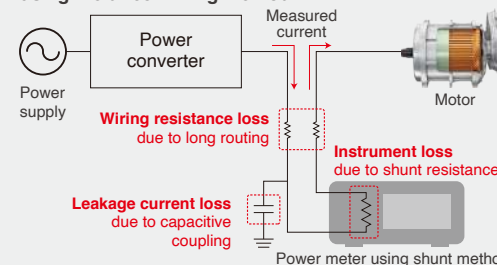 Measured
current
Power
converter
Power
supply
Motor
Wiring resistance loss
due to long routing
Instrument loss
due to shunt resistance
Leakage current loss
due to capacitive
coupling
Power meter using shunt metho